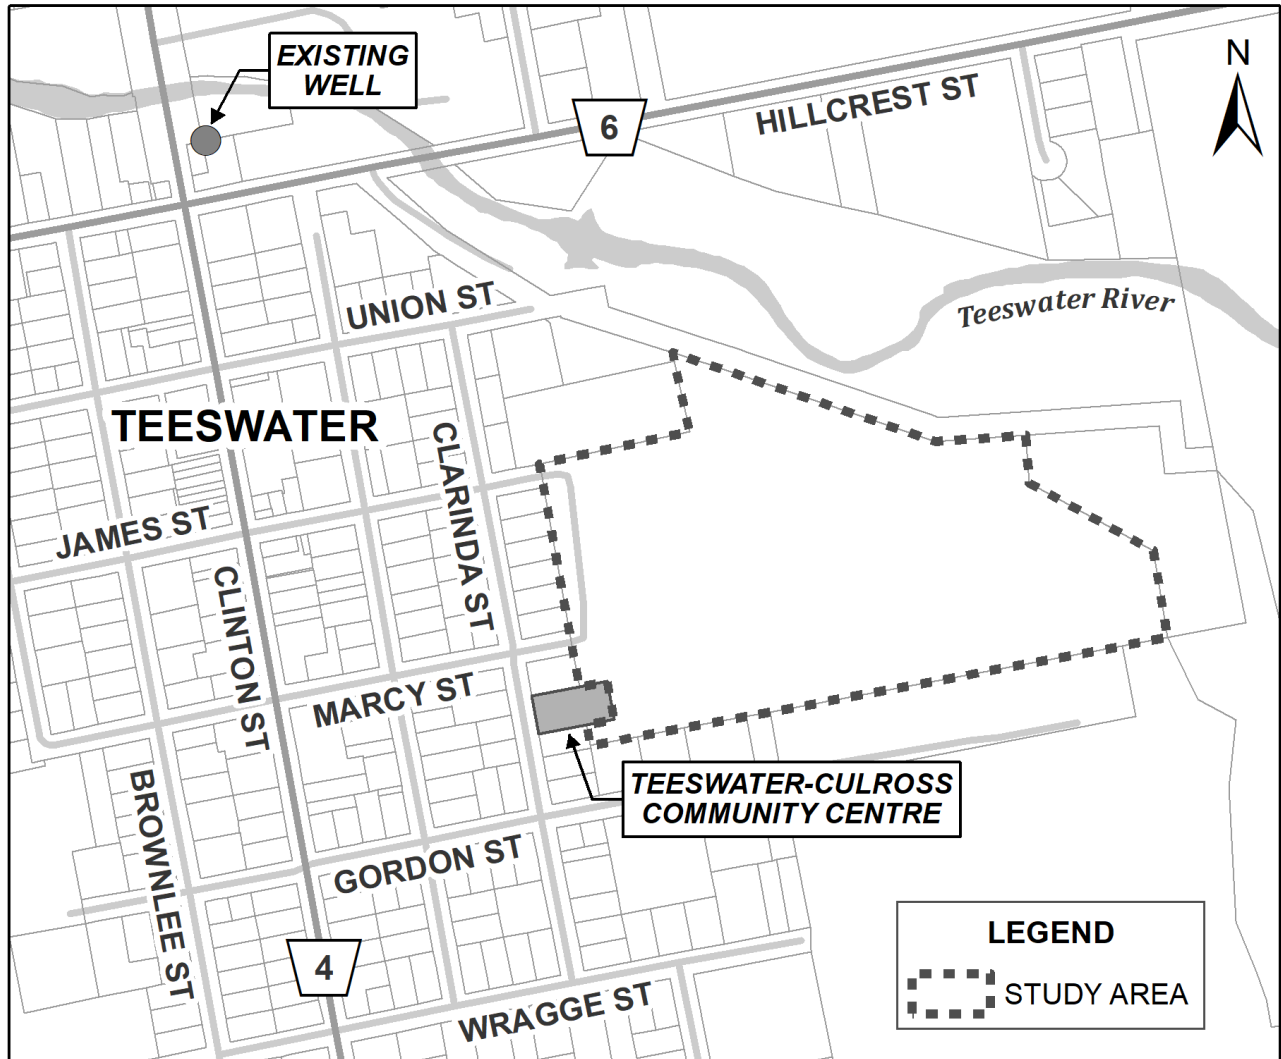 EXISTING
WELL
N
6
HILLCREST ST
Teeswater River
UNION ST
TEESWATER
CLARINDA ST
JAMES ST
CLINTON ST
MARCY ST
TEESWATER-CULROSS
COMMUNITY CENTRE
BROWNLEE ST
GORDON ST
LEGEND
4
STUDY AREA
WRAGGE ST